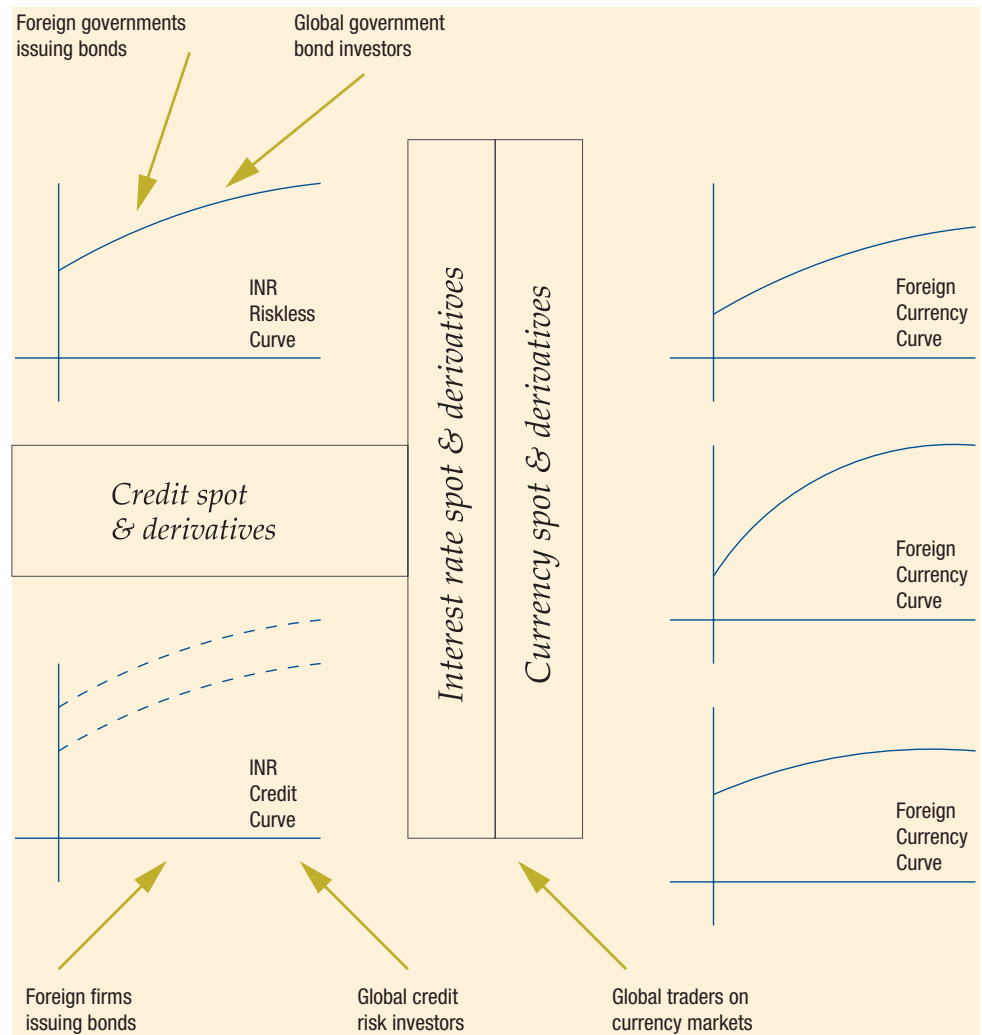 Foreign governments
issuing bonds
Global government
bond investors
INR
Riskless
Curve
Interest rate spot & derivatives
Currency spot & derivatives
Foreign
Currency
Curve
Credit spot
& derivatives
Foreign
Currency
Curve
INR
Credit
Curve
Foreign
Currency
Curve
Foreign firms
issuing bonds
Global credit
risk investors
Global traders on
currency markets